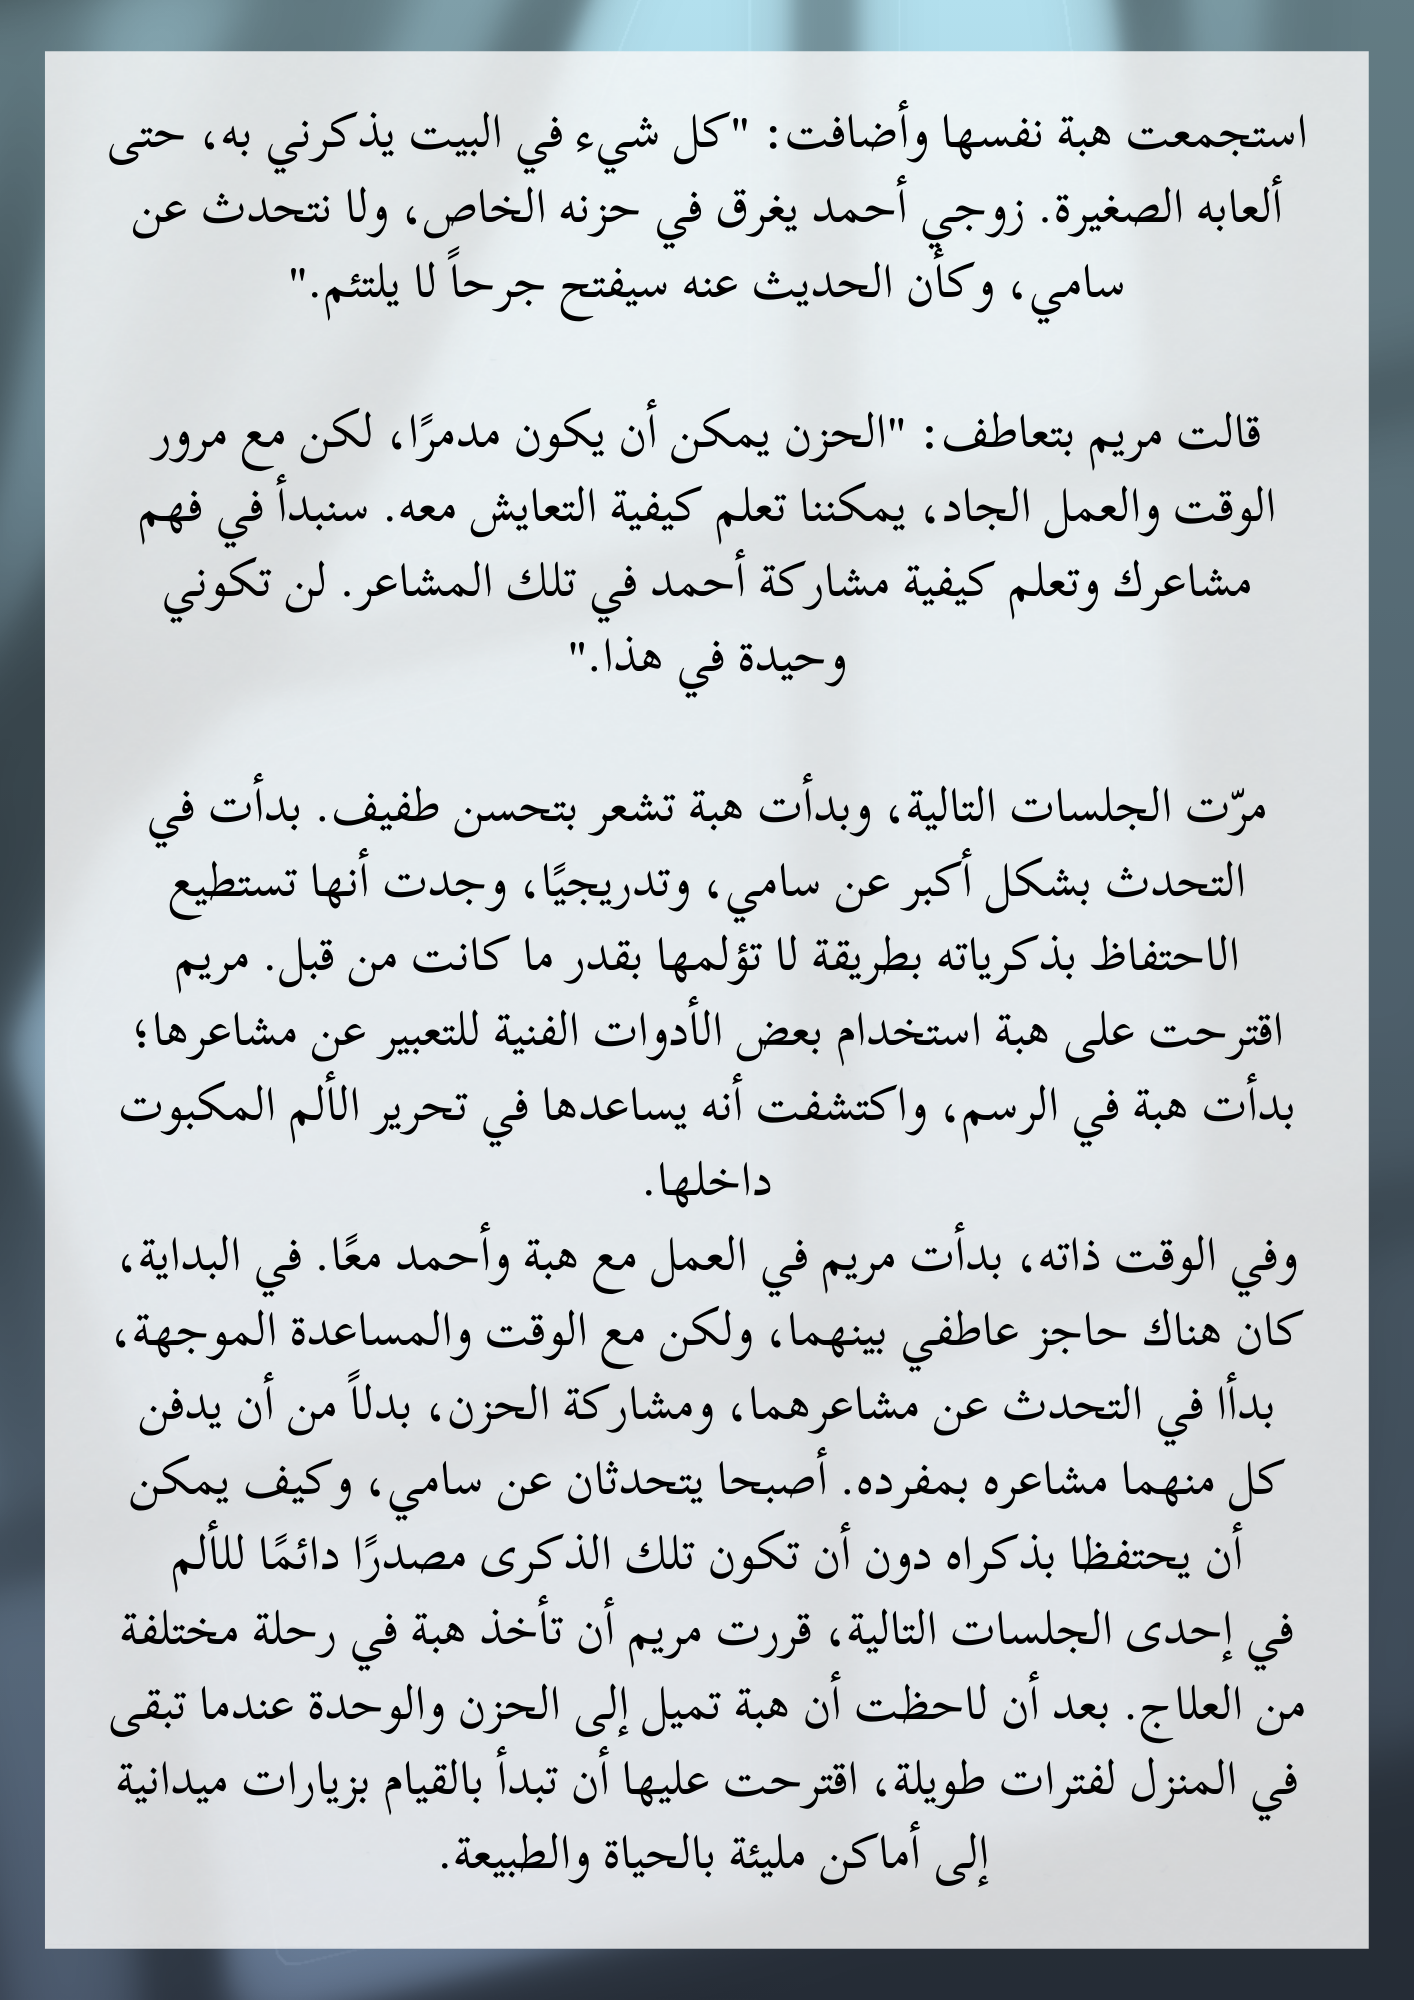 استجمعت هبة نفسها وأضافت: "كل شيء في البيت يذكرني به، حتى
ألعابه الصغيرة. زوجي أحمد يغرق في حزنه الخاص، ولا نتحدث عن
سامي، وكأن الحديث عنه سيفتح جرحاً لا يلتئم."
قالت مريم بتعاطف: "الحزن يمكن أن يكون مدمرًا، لكن مع مرور
الوقت والعمل الجاد، يمكننا تعلم كيفية التعايش معه. سنبدأ في فهم
مشاعرك وتعلم كيفية مشاركة أحمد في تلك المشاعر. لن تكوني
وحيدة في هذا."
مرّت الجلسات التالية، وبدأت هبة تشعر بتحسن طفيف. بدأت في
التحدث بشكل أكبر عن سامي، وتدريجيًا، وجدت أنها تستطيع
الاحتفاظ بذكرياته بطريقة لا تؤلمها بقدر ما كانت من قبل. مريم
اقترحت على هبة استخدام بعض الأدوات الفنية للتعبير عن مشاعرها؛
بدأت هبة في الرسم، واكتشفت أنه يساعدها في تحرير الألم المكبوت
داخلها.
وفي الوقت ذاته، بدأت مريم في العمل مع هبة وأحمد معًا. في البداية،
كان هناك حاجز عاطفي بينهما، ولكن مع الوقت والمساعدة الموجهة،
بدأا في التحدث عن مشاعرهما، ومشاركة الحزن، بدلاً من أن يدفن
كل منهما مشاعره بمفرده. أصبحا يتحدثان عن سامي، وكيف يمكن
أن يحتفظا بذكراه دون أن تكون تلك الذكرى مصدرًا دائمًا للألم
في إحدى الجلسات التالية، قررت مريم أن تأخذ هبة في رحلة مختلفة
من العلاج. بعد أن لاحظت أن هبة تميل إلى الحزن والوحدة عندما تبقى
في المنزل لفترات طويلة، اقترحت عليها أن تبدأ بالقيام بزيارات ميدانية
إلى أماكن مليئة بالحياة والطبيعة.